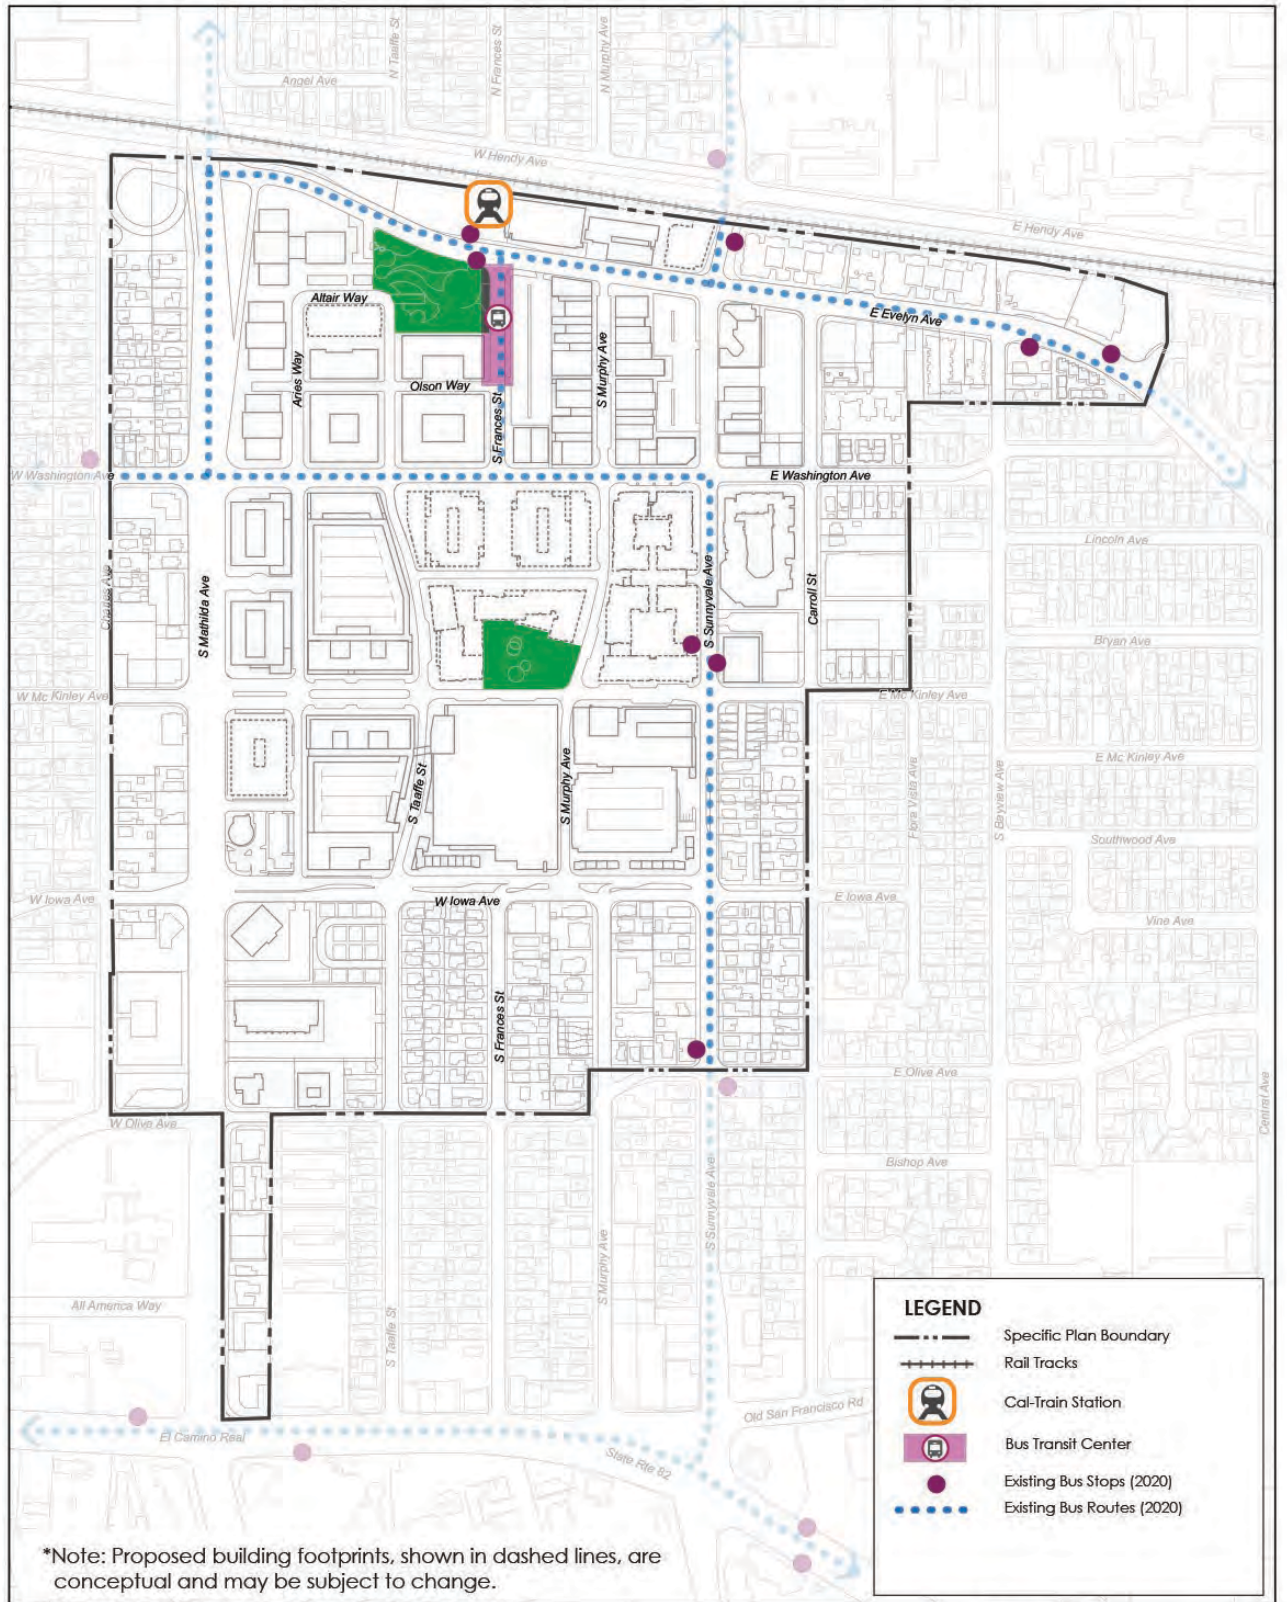 N Taaffe St
N Frances St
N Murphy Ave
Angel Ave
W Hendy Ave
E Hendy Ave
Altair Way
E Evelyn Ave
Aries Way
S Murphy Ave
Olson Way
S Frances St
W Washington Ave
E Washington Ave
Lincoln Ave
Charles Ave
S Mathilda Ave
S Sunnyvale Ave
Carroll St
Bryan Ave
W Mc Kinley Ave
E Mc Kinley Ave
E Mc Kinley Ave
S Taaffe St
S Murphy Ave
Flora Vista Ave
S Bayview Ave
Southwood Ave
W Iowa Ave
W Iowa Ave
E Iowa Ave
Vine Ave
S Frances St
E Olive Ave
Central Ave
W Olive Ave
Bishop Ave
S Sunnyvale Ave
S Murphy Ave
All America Way
S Taaffe St
Old San Francisco Rd
El Camino Real
State Rte 82
LEGEND
Specific Plan Boundary
Rail Tracks
Cal-Train Station
Bus Transit Center
Existing Bus Stops (2020)
Existing Bus Routes (2020)
*Note: Proposed building footprints, shown in dashed lines, are
conceptual and may be subject to change.